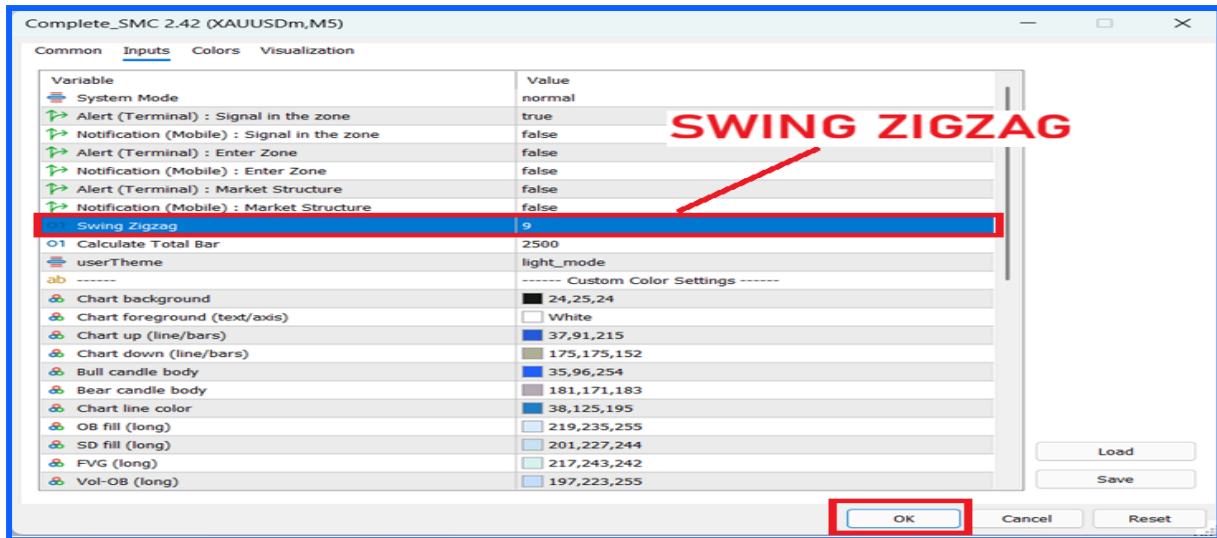 Complete_SMC 2.42 (XAUUSDm,M5)
Common Inputs Colors Visualization
Variable Value
System Mode normal
Alert (Terminal) : Signal in the zone true
SWING ZIGZAG
Notification (Mobile) : Signal in the zone false
Alert (Terminal) : Enter Zone false
Notification (Mobile) : Enter Zone false
Alert (Terminal) : Market Structure false
Notification (Mobile) : Market Structure false
01 Swing Zigzag 9
01 Calculate Total Bar 2500
userTheme light_mode
ab ------ ------ Custom Color Settings ------
Chart background 24,25,24
Chart foreground (text/axis) White
Chart up (line/bars) 37,91,215
Chart down (line/bars) 175,175,152
Bull candle body 35,96,254
Bear candle body 181,171,183
Chart line color 38,125,195
OB fill (long) 219,235,255
SD fill (long) 201,227,244
FVG (long) 217,243,242
Vol-OB (long) 197,223,255
Load
Save
OK Cancel Reset